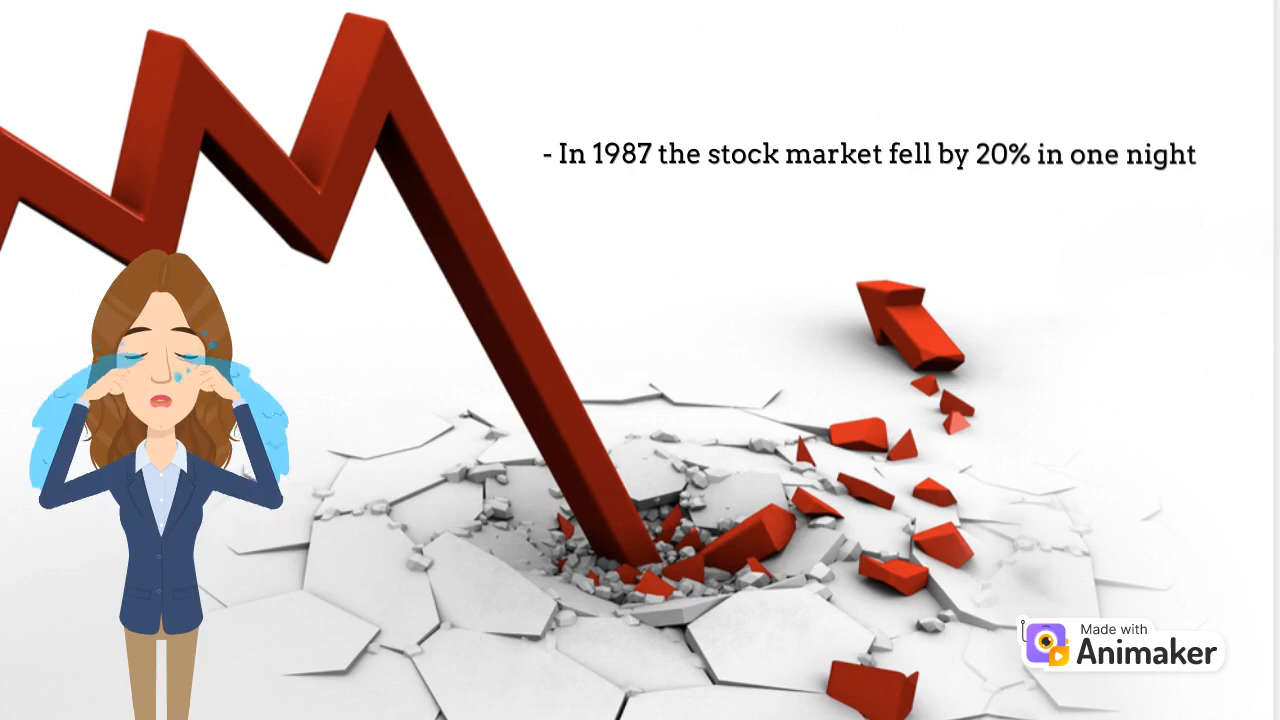 - In 1987 the stock market fell by 20% in one night
Made with
Animaker